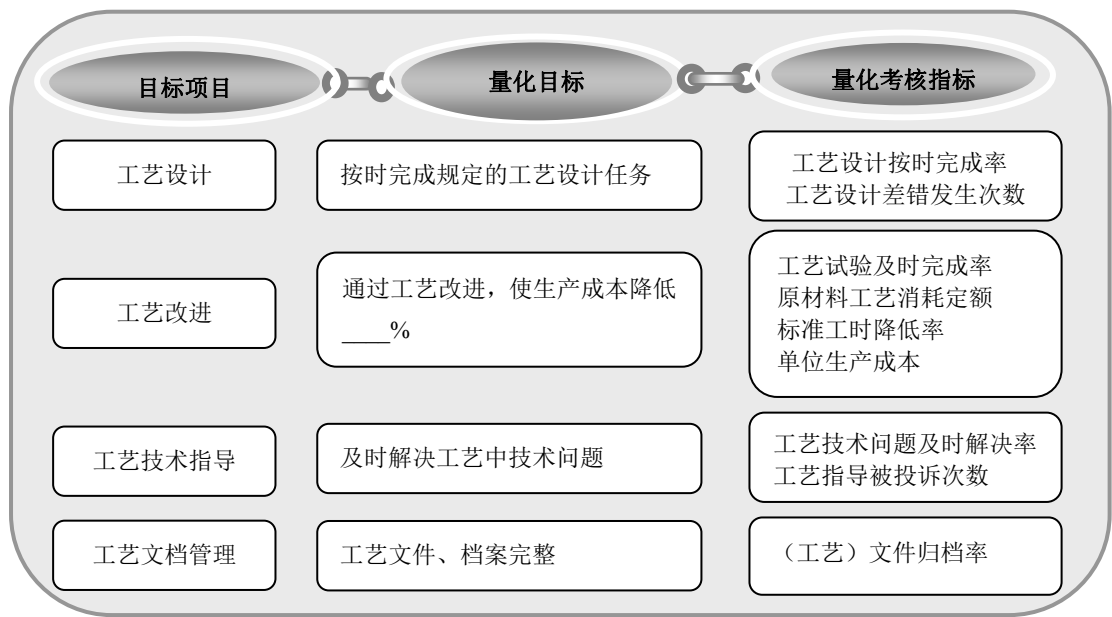 目标项目
量化目标
量化考核指标
工艺设计
按时完成规定的工艺设计任务
工艺设计按时完成率
工艺设计差错发生次数
工艺改进
通过工艺改进，使生产成本降低
____%
工艺试验及时完成率
原材料工艺消耗定额
标准工时降低率
单位生产成本
工艺技术指导
及时解决工艺中技术问题
工艺技术问题及时解决率
工艺指导被投诉次数
工艺文档管理
工艺文件、档案完整
（工艺）文件归档率